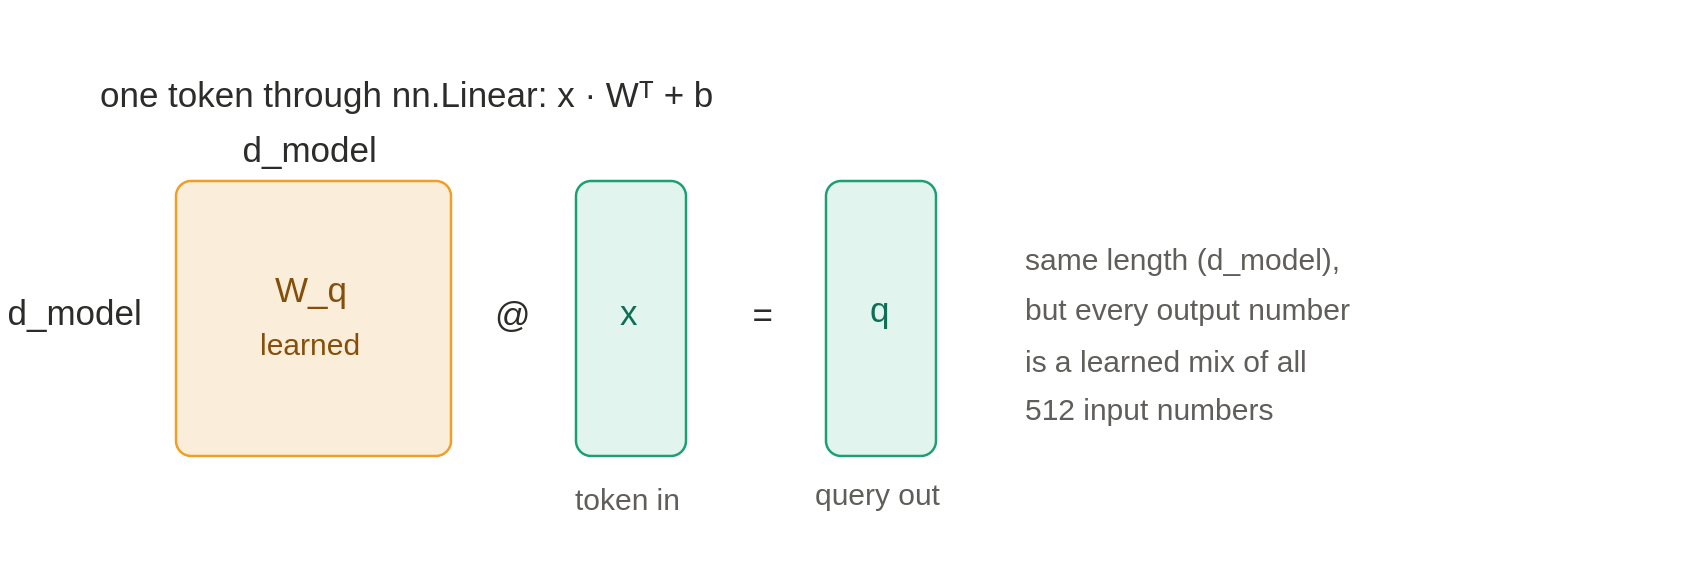 one token through nn.Linear: x · Wᵀ + b
d_model
d_model
W_q
learned
@
x
=
q
same length (d_model),
but every output number
is a learned mix of all
512 input numbers
token in
query out